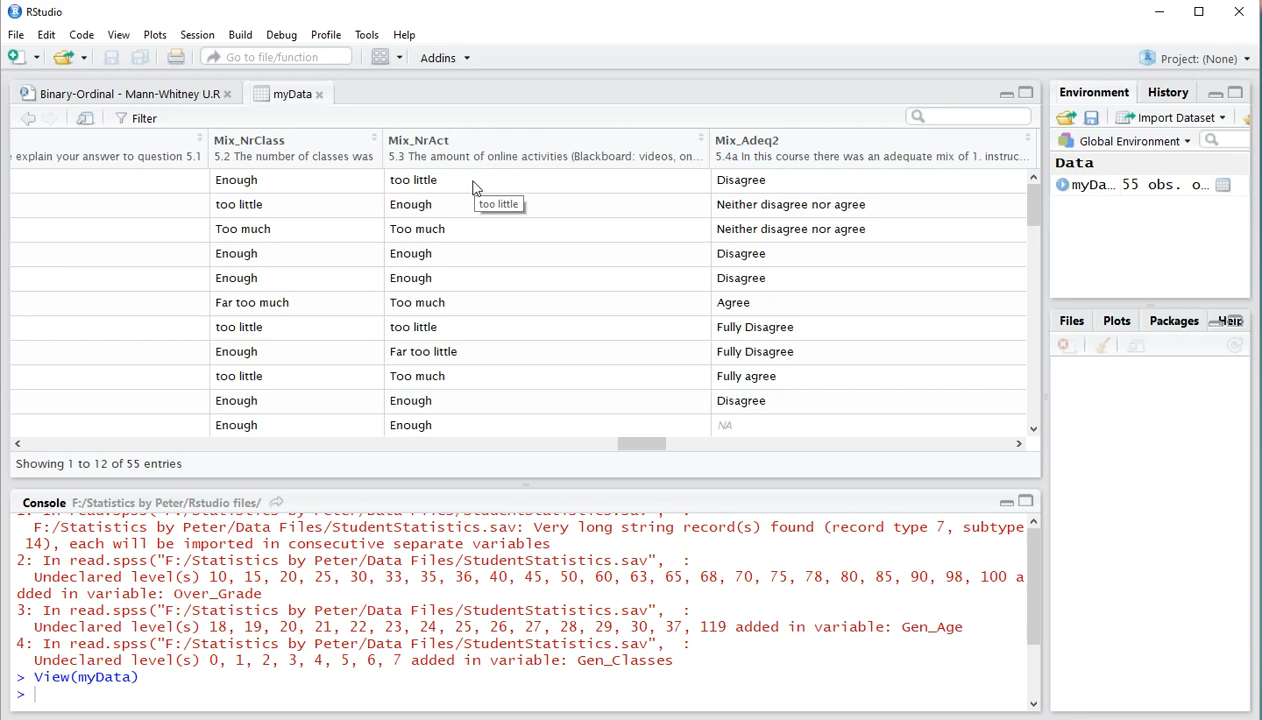 RStudio
File Edit Code View Plots Session Build Debug Profile Tools Help
Go to file/function Addins Project: (None)
Binary-Ordinal - Mann-Whitney U.R myData
Filter
Mix_NrClass Mix_NrAct Mix_Adeq2
explain your answer to question 5.1 5.2 The number of classes was 5.3 The amount of online activities (Blackboard: videos, on... 5.4a In this course there was an adequate mix of 1. instruc...
Enough too little Disagree
too little
too little Enough Neither disagree nor agree
Too much Too much Neither disagree nor agree
Enough Enough Disagree
Enough Enough Disagree
Far too much Too much Agree
too little too little Fully Disagree
Enough Far too little Fully Disagree
too little Too much Fully agree
Enough Enough Disagree
Enough Enough NA
Showing 1 to 12 of 55 entries
Console F:/Statistics by Peter/Rstudio files/
F:/Statistics by Peter/Data Files/StudentStatistics.sav: Very long string record(s) found (record type 7, subtype
14), each will be imported in consecutive separate variables
2: In read.spss("F:/Statistics by Peter/Data Files/StudentStatistics.sav", :
Undeclared level(s) 10, 15, 20, 25, 30, 33, 35, 36, 40, 45, 50, 60, 63, 65, 68, 70, 75, 78, 80, 85, 90, 98, 100 a
dded in variable: Over_Grade
3: In read.spss("F:/Statistics by Peter/Data Files/StudentStatistics.sav", :
Undeclared level(s) 18, 19, 20, 21, 22, 23, 24, 25, 26, 27, 28, 29, 30, 37, 119 added in variable: Gen_Age
4: In read.spss("F:/Statistics by Peter/Data Files/StudentStatistics.sav", :
Undeclared level(s) 0, 1, 2, 3, 4, 5, 6, 7 added in variable: Gen_Classes
> View(myData)
>
Environment History
Import Dataset
Global Environment
Data
myDa... 55 obs. o...
Files Plots Packages Help